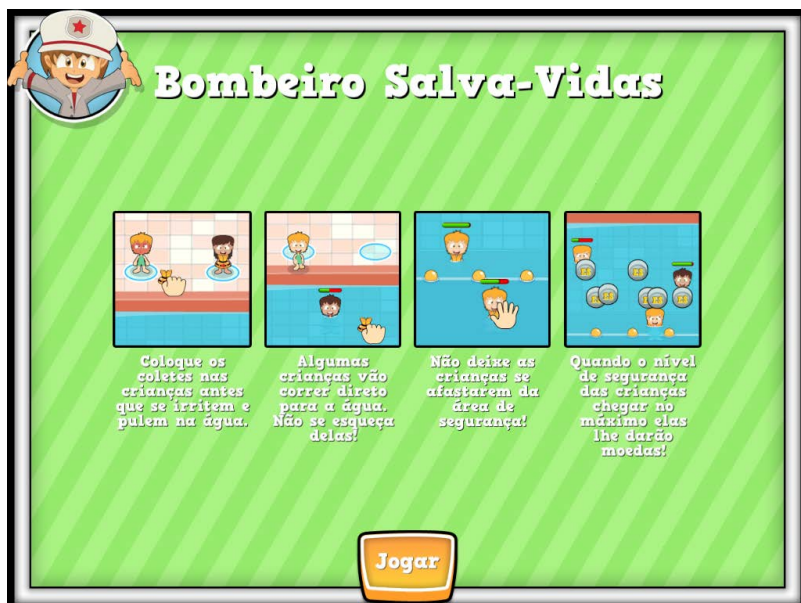 Bombeiro Salva-Vidas
Coloque os
coletes nas
crianças antes
que se irritem e
pulem na água.
Algumas
crianças vão
correr direto
para a água.
Não se esqueça
delas!
Não deixe as
crianças se
afastarem da
área de
segurança!
Quando o nível
de segurança
das crianças
chegar no
máximo elas
lhe darão
moedas!
Jogar